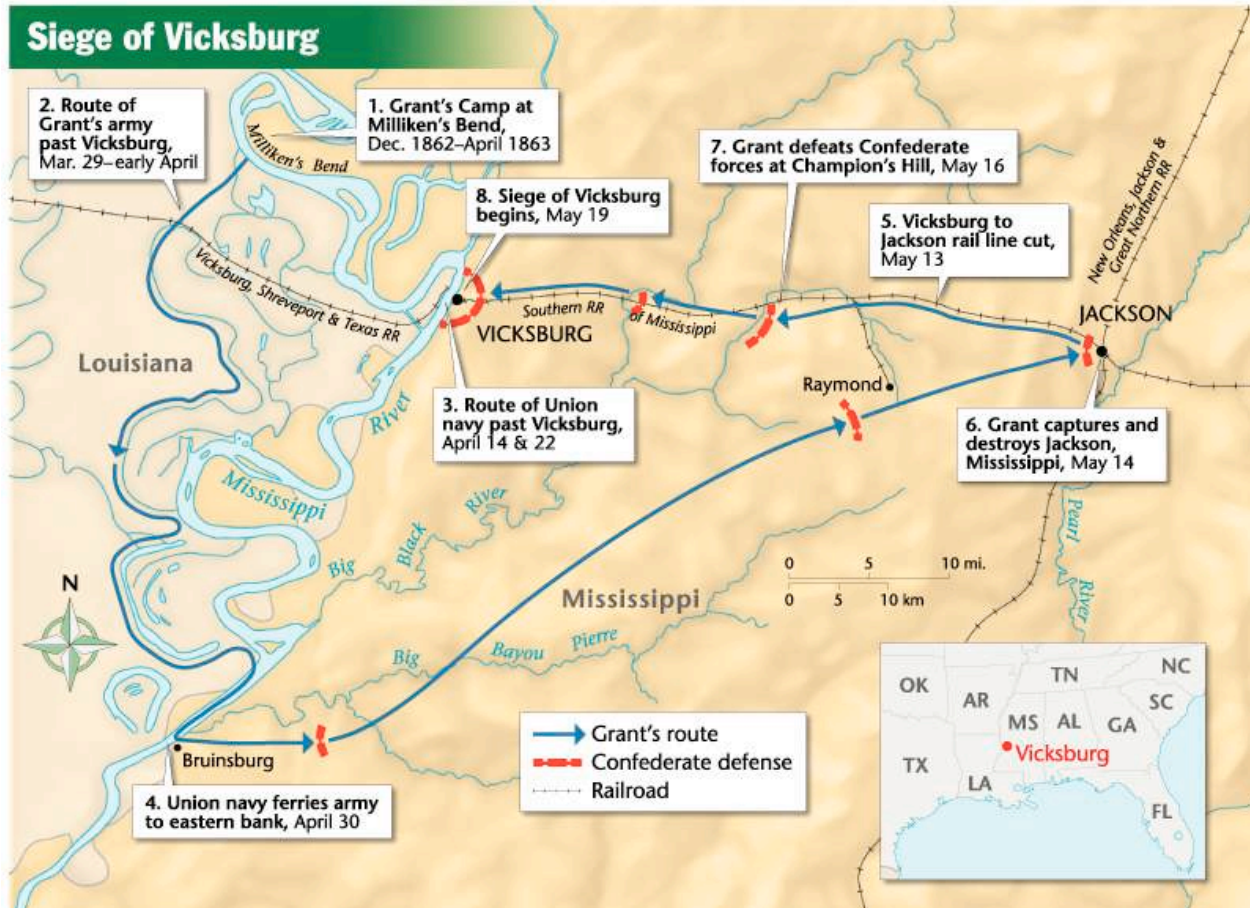 Siege of Vicksburg
2. Route of
Grant's army
past Vicksburg,
Mar. 29–early April
1. Grant's Camp at
Milliken's Bend,
Dec. 1862–April 1863
Milliken's Bend
7. Grant defeats Confederate
forces at Champion's Hill, May 16
8. Siege of Vicksburg
begins, May 19
5. Vicksburg to
Jackson rail line cut,
May 13
New Orleans, Jackson &
Great Northern RR
Vicksburg, Shreveport & Texas RR
Southern RR
of Mississippi
VICKSBURG
JACKSON
Louisiana
Raymond
3. Route of Union
navy past Vicksburg,
April 14 & 22
6. Grant captures and
destroys Jackson,
Mississippi, May 14
Mississippi River
Big Black River
Pearl River
0 5 10 mi.
0 5 10 km
N
Mississippi
Big Bayou Pierre
Bruinsburg
4. Union navy ferries army
to eastern bank, April 30
Grant's route
Confederate defense
Railroad
OK
AR
TN
NC
SC
MS
AL
GA
Vicksburg
TX
LA
FL